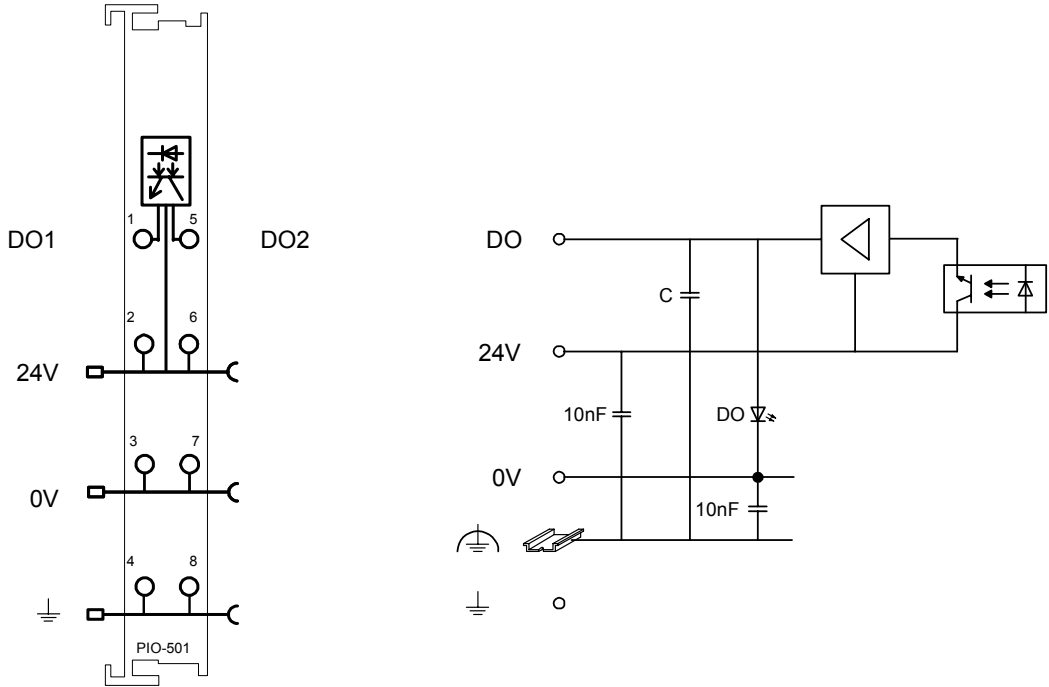 1 5
DO1 DO2
2 6
24V
3 7
0V
4 8
PIO-501
DO
C
24V
10nF DO
0V
10nF